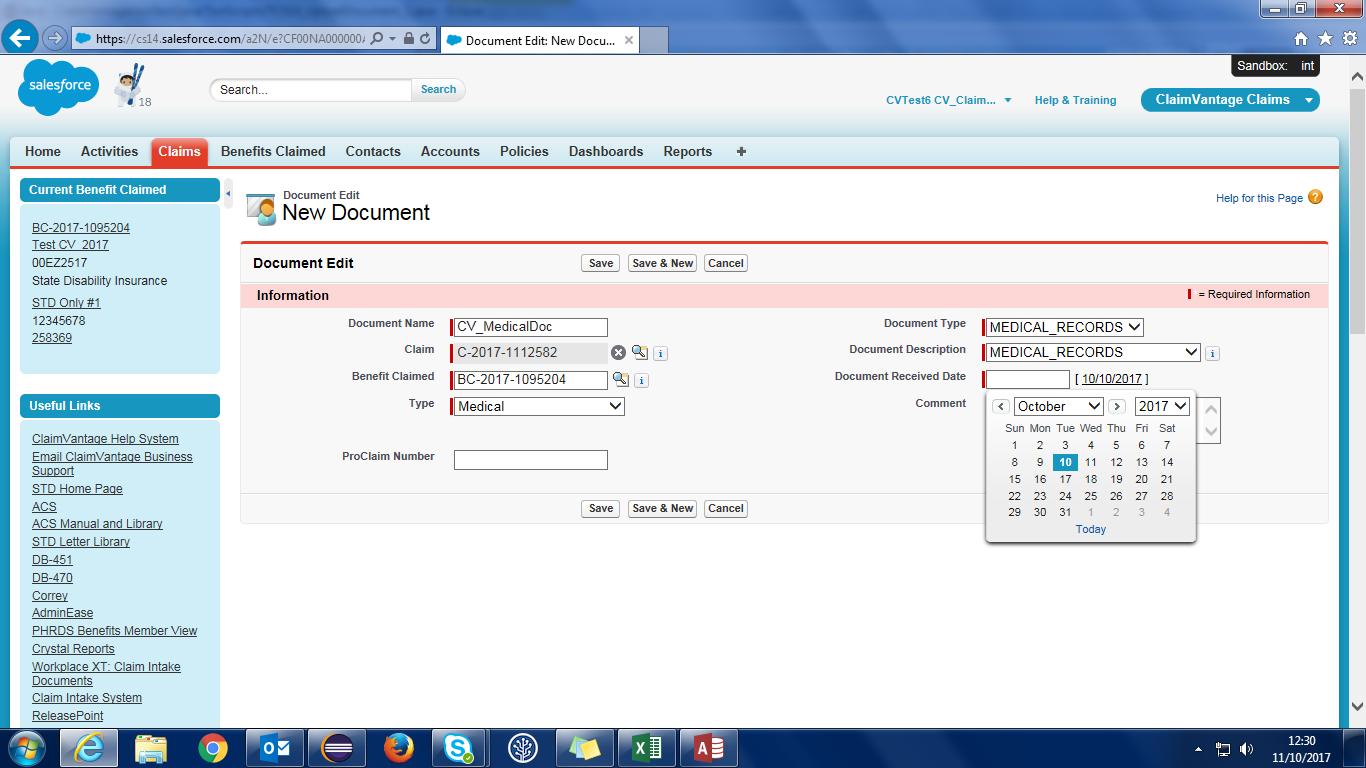 https://cs14.salesforce.com/a2N/e?CF00NA000000
Document Edit: New Docu...
Sandbox: int
salesforce
18
Search...
Search
CVTest6 CV_Claim...
Help & Training
ClaimVantage Claims
Home
Activities
Claims
Benefits Claimed
Contacts
Accounts
Policies
Dashboards
Reports
Current Benefit Claimed
BC-2017-1095204
Test CV_2017
00EZ2517
State Disability Insurance
STD Only #1
12345678
258369
Useful Links
ClaimVantage Help System
Email ClaimVantage Business
Support
STD Home Page
ACS
ACS Manual and Library
STD Letter Library
DB-451
DB-470
Correy
AdminEase
PHRDS Benefits Member View
Crystal Reports
Workplace XT: Claim Intake
Documents
Claim Intake System
ReleasePoint
Document Edit
New Document
Help for this Page
Document Edit
Save
Save & New
Cancel
Information
= Required Information
Document Name
CV_MedicalDoc
Document Type
MEDICAL_RECORDS
Claim
C-2017-1112582
Document Description
MEDICAL_RECORDS
Benefit Claimed
BC-2017-1095204
Document Received Date
[ 10/10/2017 ]
Type
Medical
Comment
ProClaim Number
October
2017
Sun Mon Tue Wed Thu Fri Sat
1 2 3 4 5 6 7
8 9 10 11 12 13 14
15 16 17 18 19 20 21
22 23 24 25 26 27 28
29 30 31 1 2 3 4
Today
Save
Save & New
Cancel
12:30
11/10/2017